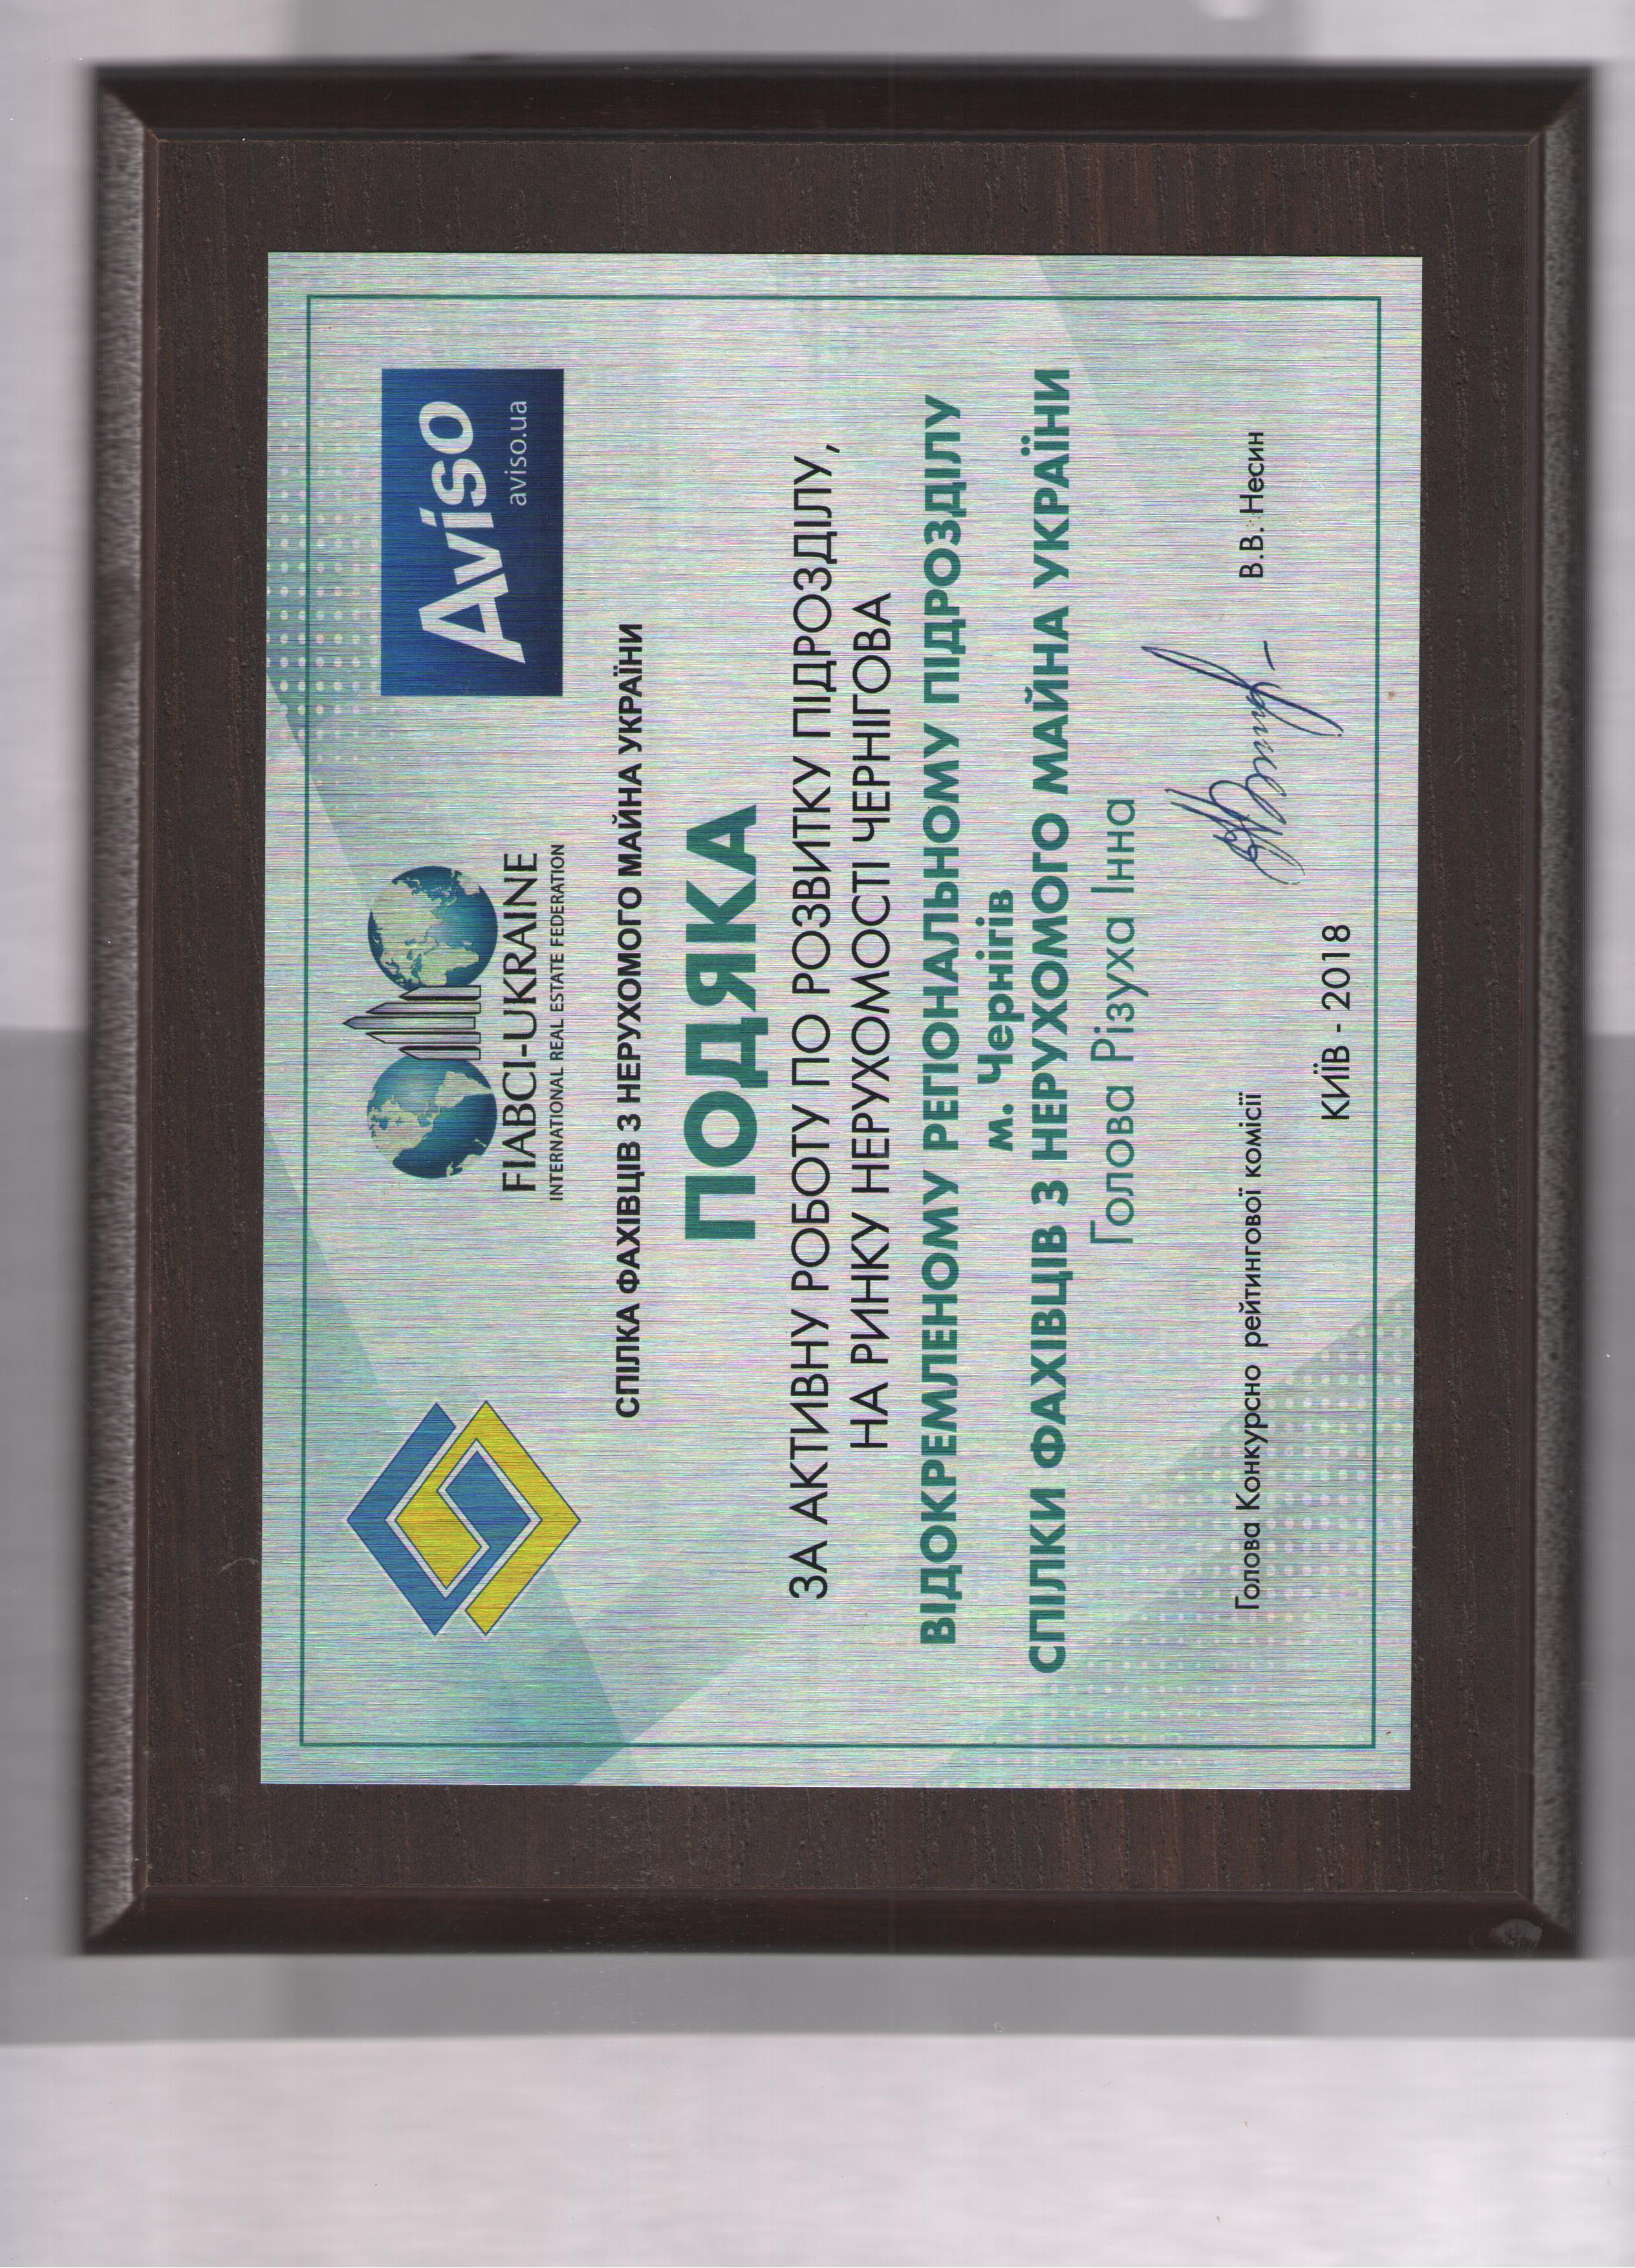 FIABCI-UKRAINE
INTERNATIONAL REAL ESTATE FEDERATION
Aviso
aviso.ua
СПІЛКА ФАХІВЦІВ З НЕРУХОМОГО МАЙНА УКРАЇНИ
ПОДЯКА
ЗА АКТИВНУ РОБОТУ ПО РОЗВИТКУ ПІДРОЗДІЛУ,
НА РИНКУ НЕРУХОМОСТІ ЧЕРНІГОВА
ВІДОКРЕМЛЕНОМУ РЕГІОНАЛЬНОМУ ПІДРОЗДІЛУ
м. Чернігів
СПІЛКИ ФАХІВЦІВ З НЕРУХОМОГО МАЙНА УКРАЇНИ
Голова Різуха Інна
Голова Конкурсно рейтингової комісії В.В. Несин
КИЇВ - 2018